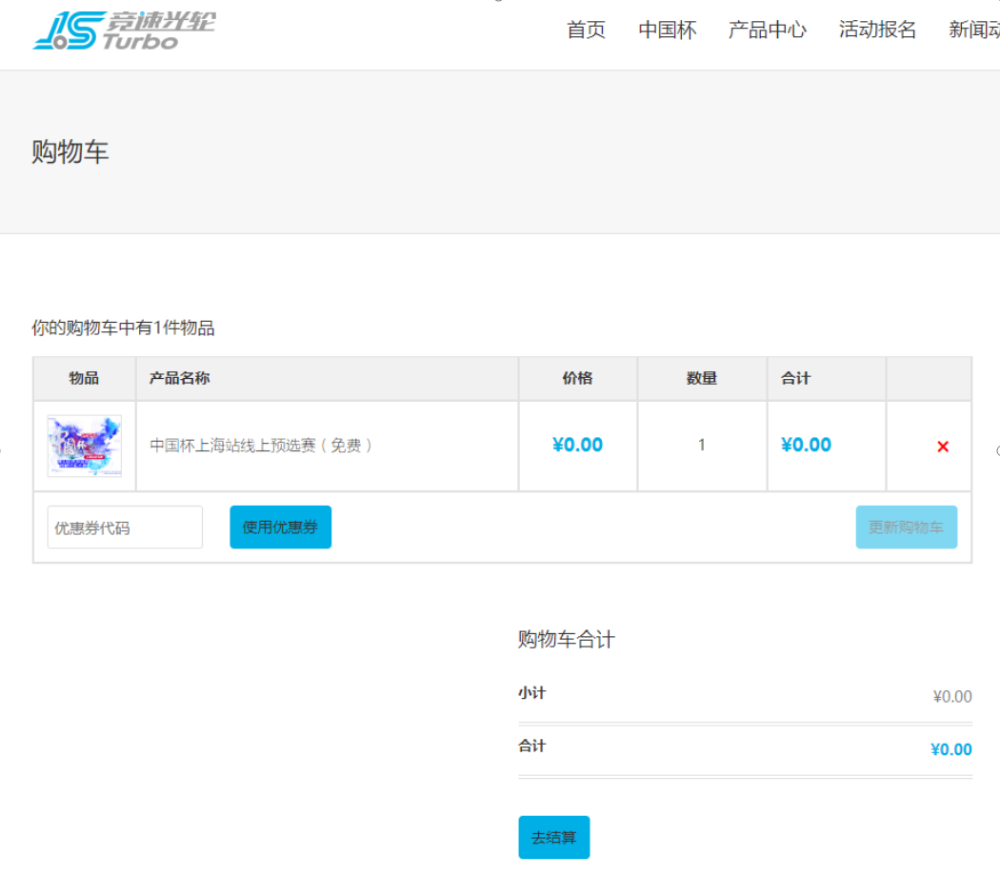 JS 竞速光轮
Turbo
首页 中国杯 产品中心 活动报名 新闻动
购物车
你的购物车中有1件物品
物品 产品名称 价格 数量 合计
中国杯上海站线上预选赛（免费） ¥0.00 1 ¥0.00 ×
优惠券代码 使用优惠券 更新购物车
购物车合计
小计 ¥0.00
合计 ¥0.00
去结算